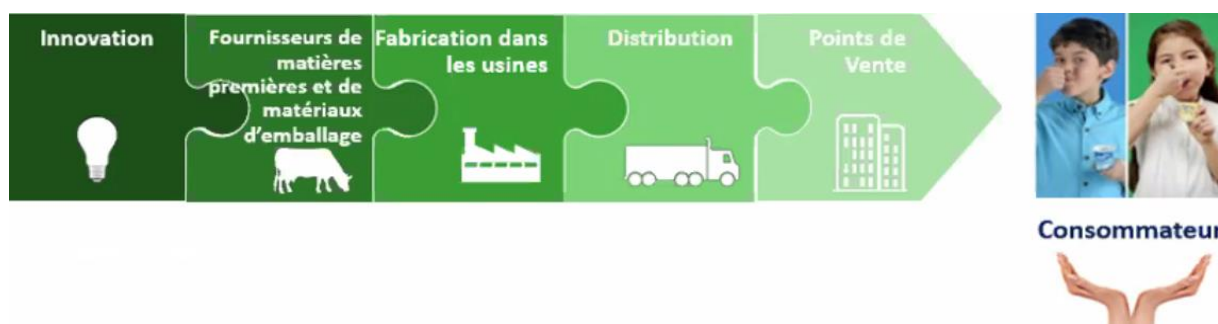 Innovation
Fournisseurs de
matières
premières et de
matériaux
d'emballage
Fabrication dans
les usines
Distribution
Points de
Vente
Consommateur